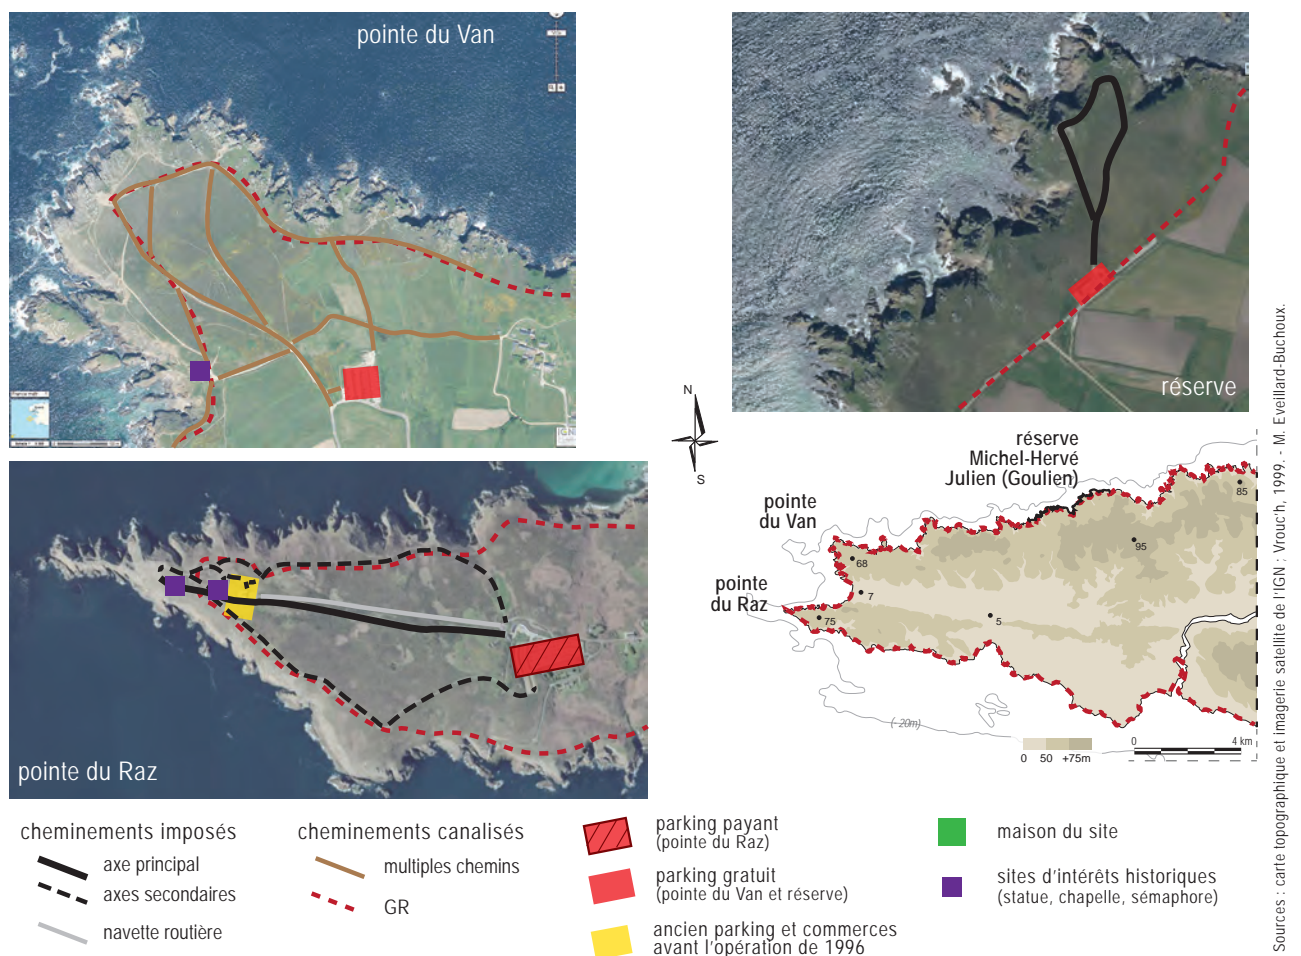 pointe du Van
réserve
N
S
réserve
Michel-Hervé
Julien (Goulien)
pointe
du Van
pointe
du Raz
85
95
68
7
75
5
(-20m)
0 50 +75m
0 4 km
pointe du Raz
cheminements imposés
axe principal
axes secondaires
navette routière
cheminements canalisés
multiples chemins
GR
parking payant
(pointe du Raz)
parking gratuit
(pointe du Van et réserve)
ancien parking et commerces
avant l'opération de 1996
maison du site
sites d'intérêts historiques
(statue, chapelle, sémaphore)
Sources : carte topographique et imagerie satellite de l'IGN ; Vrouc'h, 1999. - M. Eveillard-Buchoux.